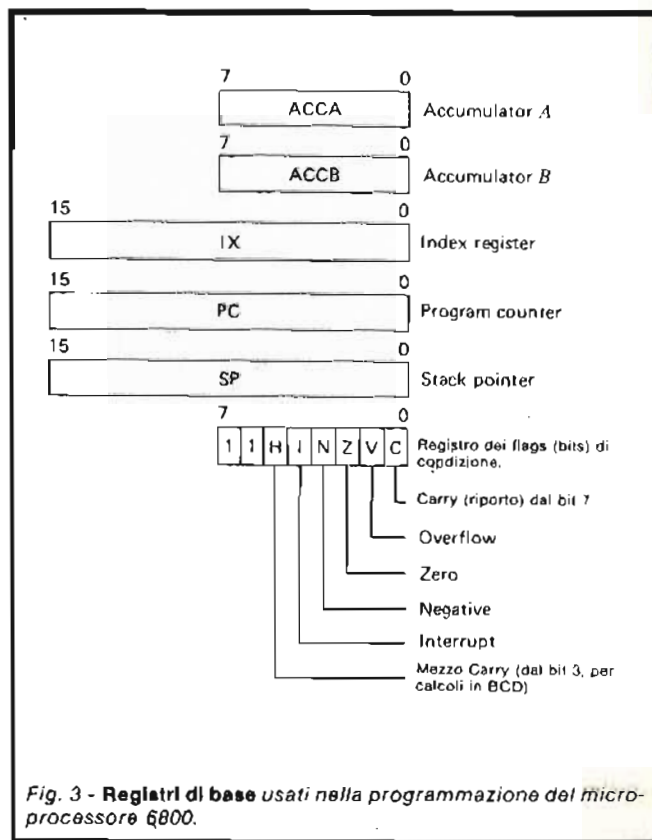 7 0
ACCA Accumulator A
7 0
ACCB Accumulator B
15 0
IX Index register
15 0
PC Program counter
15 0
SP Stack pointer
7 0
1 1 H I N Z V C Registro dei flags (bits) di
condizione.
Carry (riporto) dal bit 7
Overflow
Zero
Negative
Interrupt
Mezzo Carry (dal bit 3, per
calcoli in BCD)
Fig. 3 - Registri di base usati nella programmazione del micro-
processore 6800.